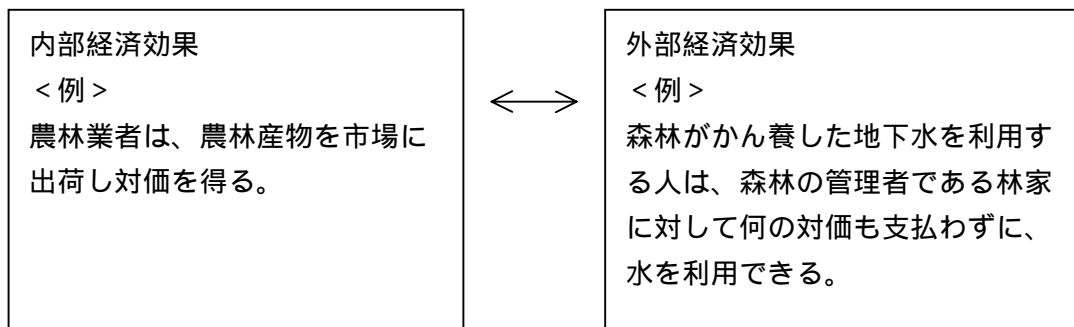 内部経済効果
<例>
農林業者は、農林産物を市場に
出荷し対価を得る。
外部経済効果
<例>
森林がかん養した地下水を利用す
る人は、森林の管理者である林家
に対して何の対価も支払わずに、
水を利用できる。